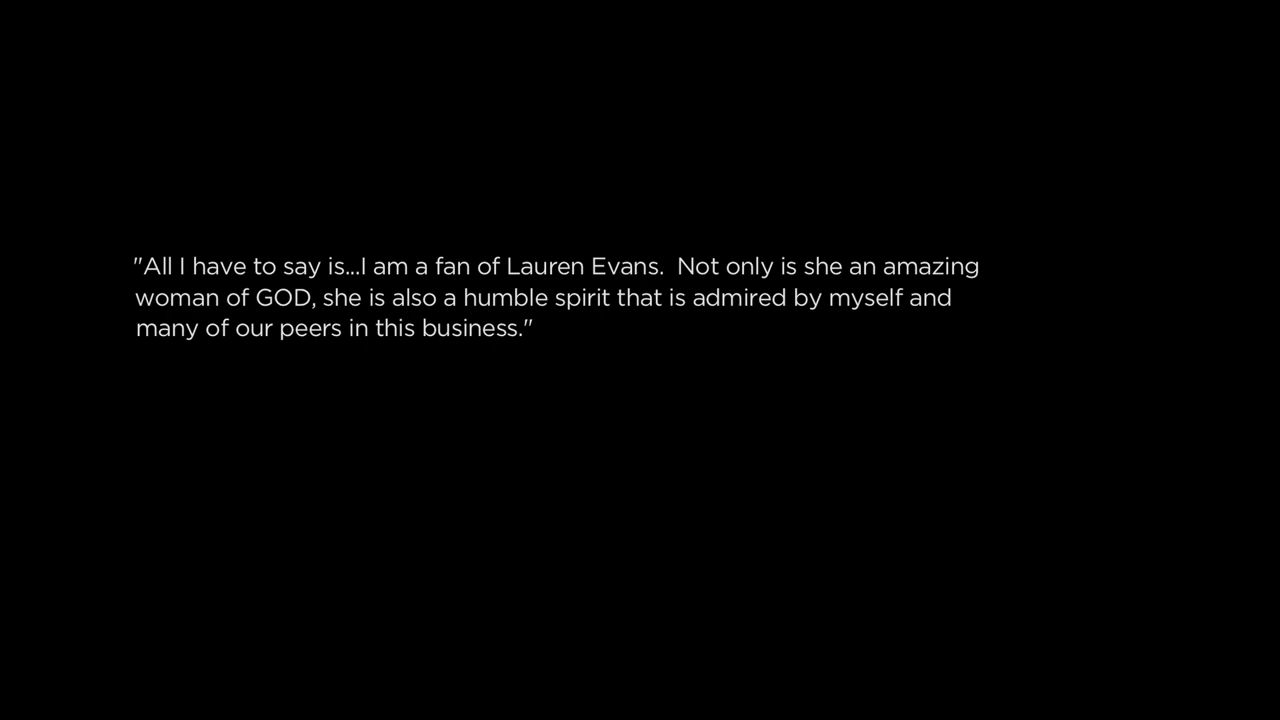 "All I have to say is...I am a fan of Lauren Evans.  Not only is she an amazing
woman of GOD, she is also a humble spirit that is admired by myself and
many of our peers in this business."